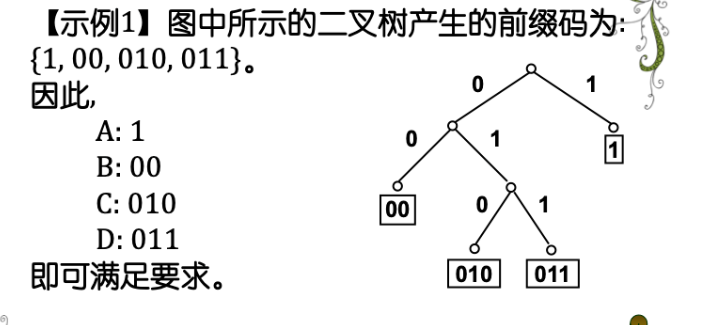 【示例1】图中所示的二叉树产生的前缀码为:
{1, 00, 010, 011}。
因此,
A: 1
B: 00
C: 010
D: 011
即可满足要求。
0 1
0 1
1
00
0 1
010 011